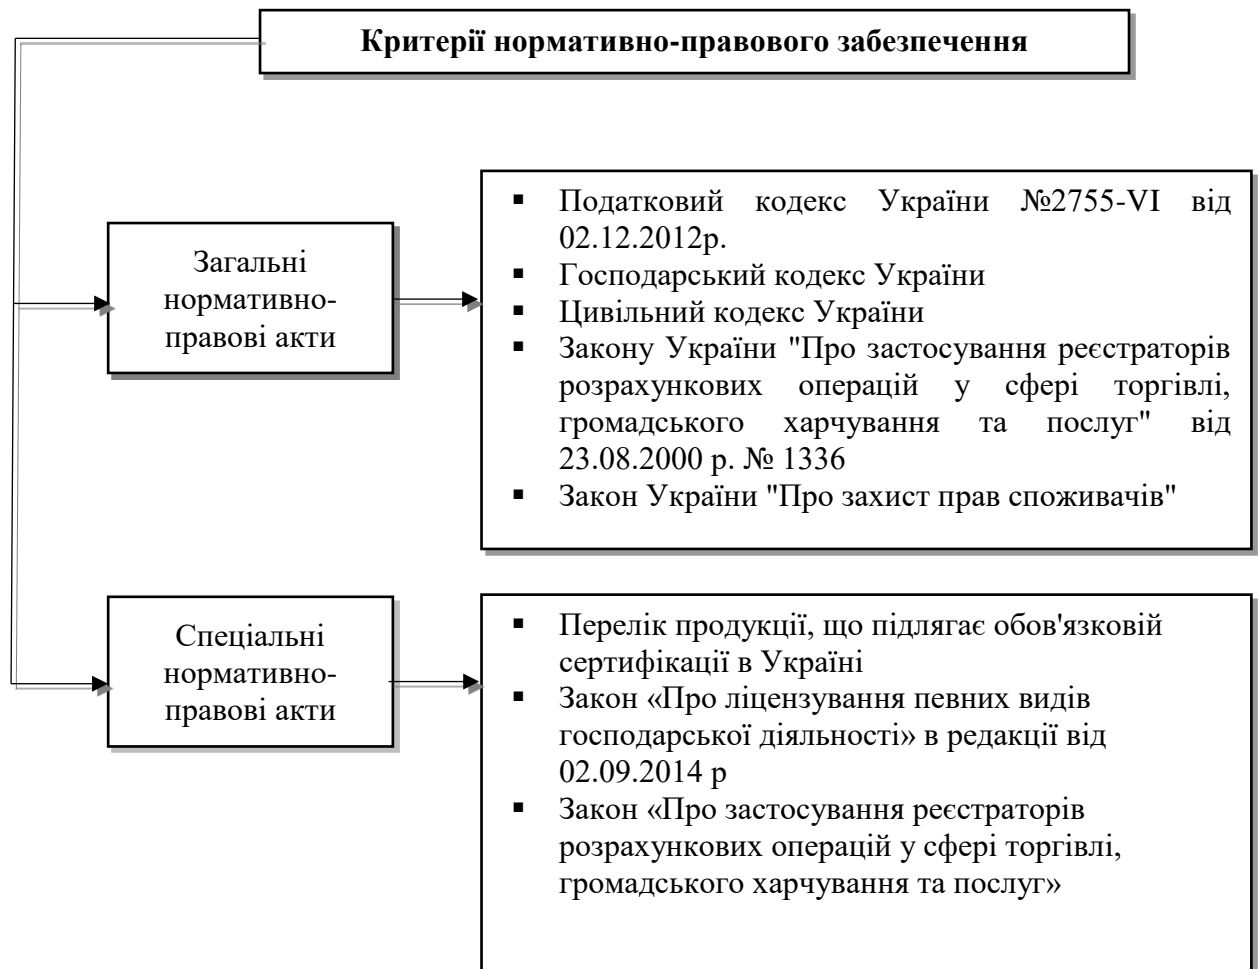 Критерії нормативно-правового забезпечення
Загальні
нормативно-
правові акти
▪ Податковий кодекс України №2755-VI від
02.12.2012р.
▪ Господарський кодекс України
▪ Цивільний кодекс України
▪ Закону України "Про застосування реєстраторів
розрахункових операцій у сфері торгівлі,
громадського харчування та послуг" від
23.08.2000 р. № 1336
▪ Закон України "Про захист прав споживачів"
Спеціальні
нормативно-
правові акти
▪ Перелік продукції, що підлягає обов'язковій
сертифікації в Україні
▪ Закон «Про ліцензування певних видів
господарської діяльності» в редакції від
02.09.2014 р
▪ Закон «Про застосування реєстраторів
розрахункових операцій у сфері торгівлі,
громадського харчування та послуг»